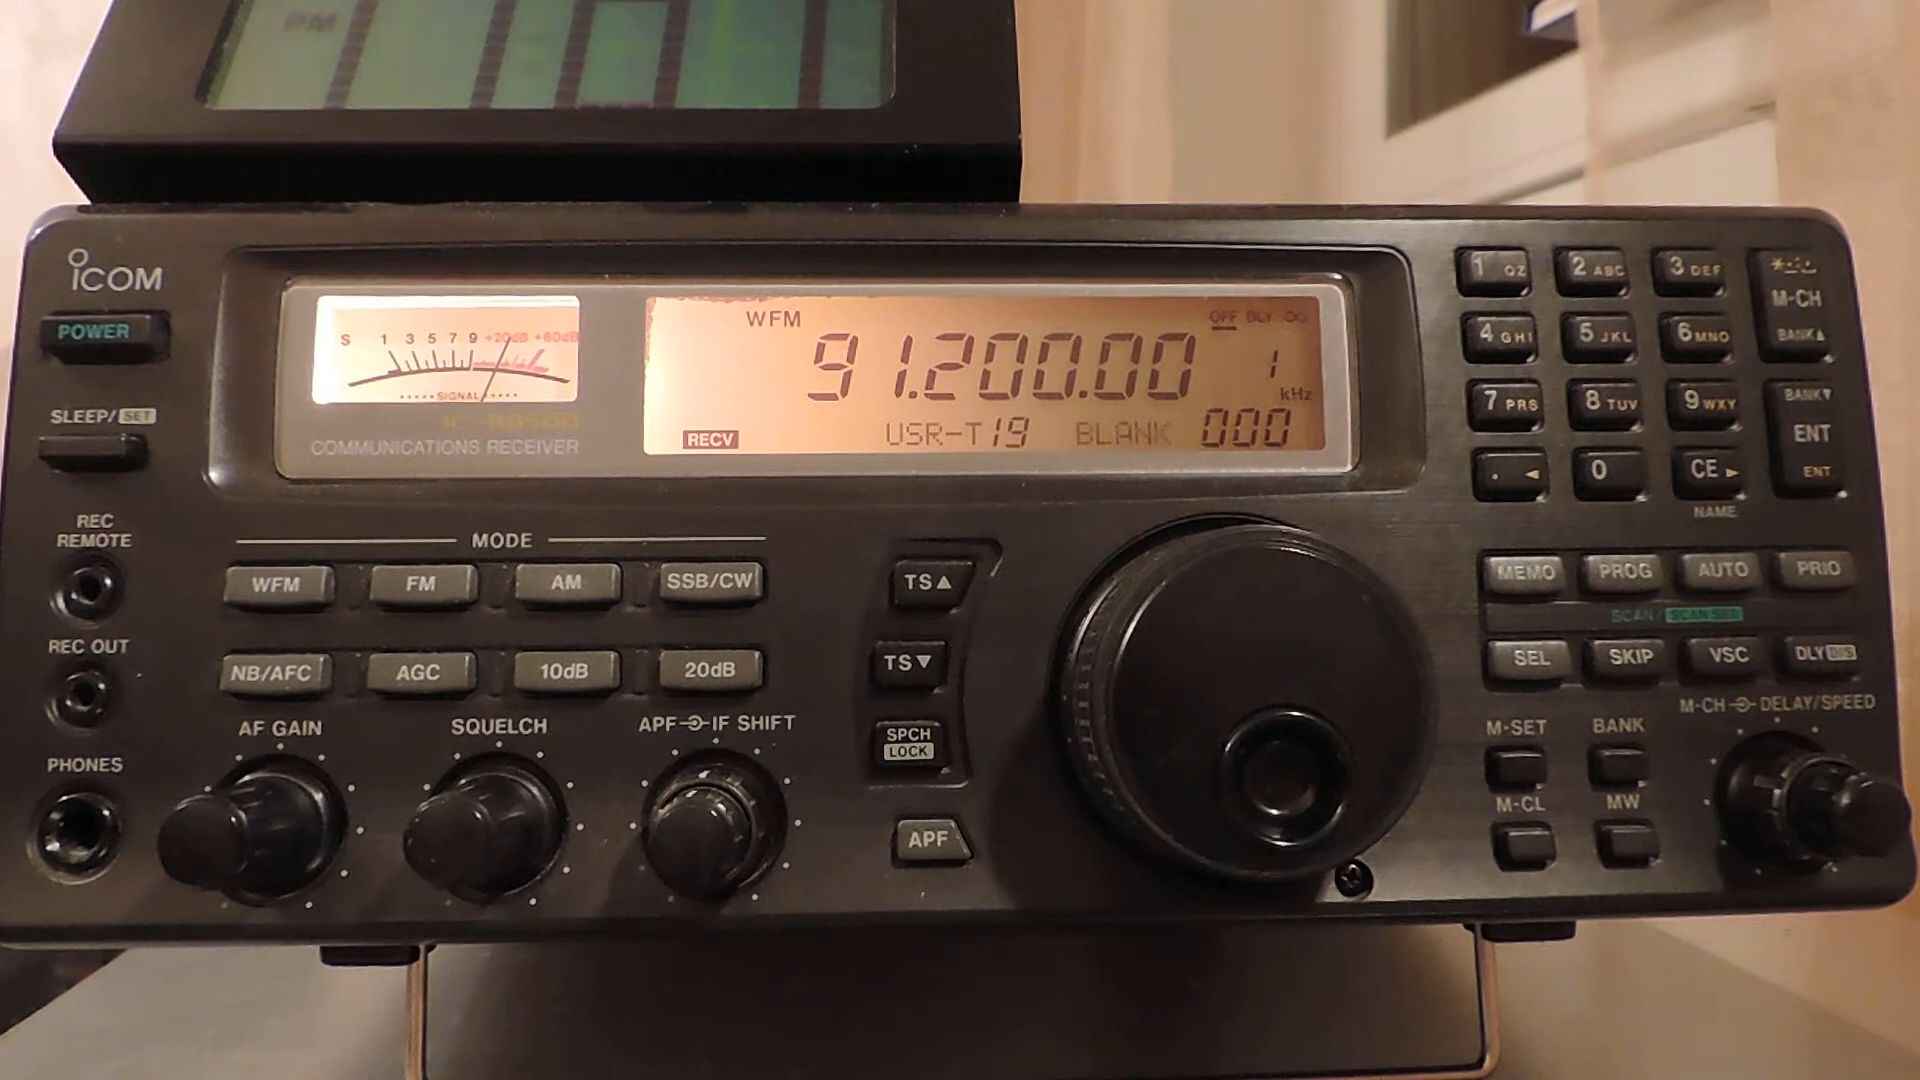 PM
ICOM
POWER
SLEEP/SET
REC
REMOTE
REC OUT
PHONES
S 1 3 5 7 9 +20dB +60dB
SIGNAL
IC-R8500
COMMUNICATIONS RECEIVER
WFM OFF DLY
91.200.00 1
kHz
RECV USR-T19 BLANK 000
MODE
WFM FM AM SSB/CW
NB/AFC AGC 10dB 20dB
AF GAIN SQUELCH APF IF SHIFT
TS▲
TS▼
SPCH
LOCK
APF
1 QZ 2 ABC 3 DEF
M-CH
BANK▲
4 GHI 5 JKL 6 MNO
7 PRS 8 TUV 9 WXY
BANK▼
ENT
ENT
. ◄ 0 CE ►
NAME
MEMO PROG AUTO PRIO
SCAN/SCAN SET
SEL SKIP VSC DLY D/S
M-CH DELAY/SPEED
M-SET BANK
M-CL MW